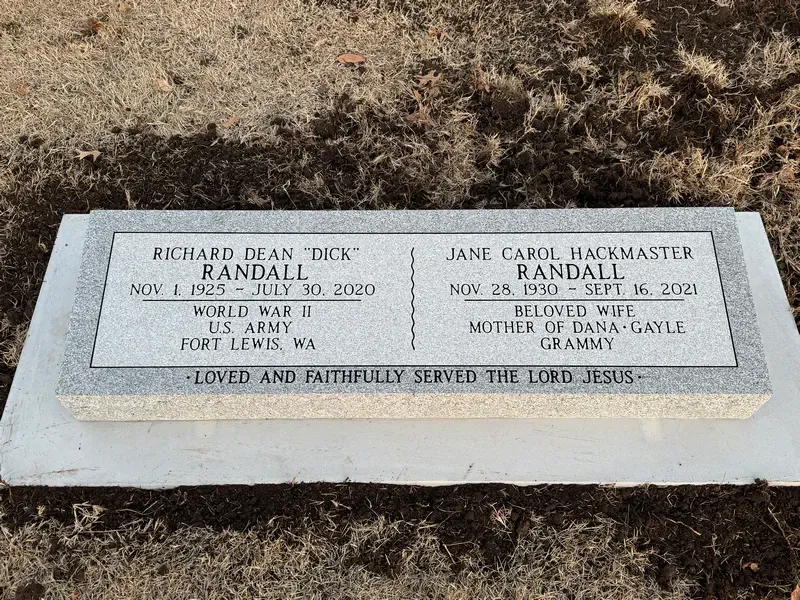 RICHARD DEAN "DICK"
RANDALL
NOV. 1, 1925 - JULY 30, 2020
WORLD WAR II
U.S. ARMY
FORT LEWIS, WA
JANE CAROL HACKMASTER
RANDALL
NOV. 28, 1930 - SEPT. 16, 2021
BELOVED WIFE
MOTHER OF DANA · GAYLE
GRAMMY
· LOVED AND FAITHFULLY SERVED THE LORD JESUS ·